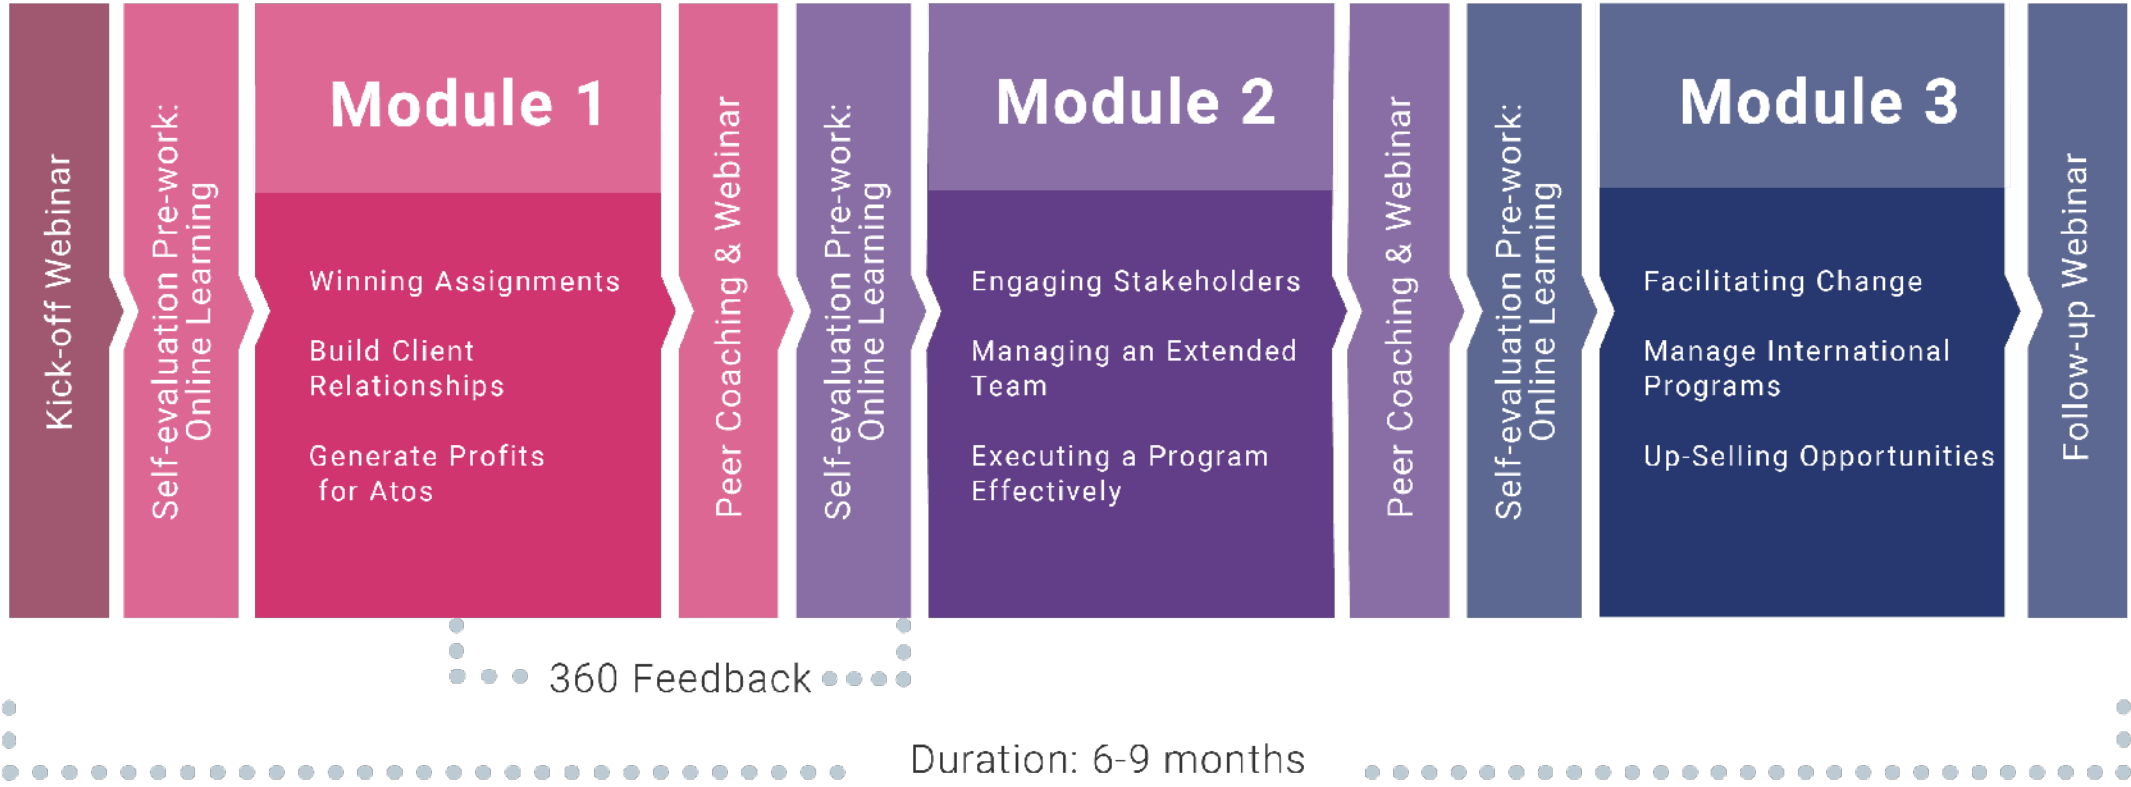 Kick-off Webinar
Self-evaluation Pre-work:
Online Learning
Module 1
Winning Assignments
Build Client
Relationships
Generate Profits
for Atos
Peer Coaching & Webinar
Self-evaluation Pre-work:
Online Learning
Module 2
Engaging Stakeholders
Managing an Extended
Team
Executing a Program
Effectively
Peer Coaching & Webinar
Self-evaluation Pre-work:
Online Learning
Module 3
Facilitating Change
Manage International
Programs
Up-Selling Opportunities
Follow-up Webinar
360 Feedback
Duration: 6-9 months